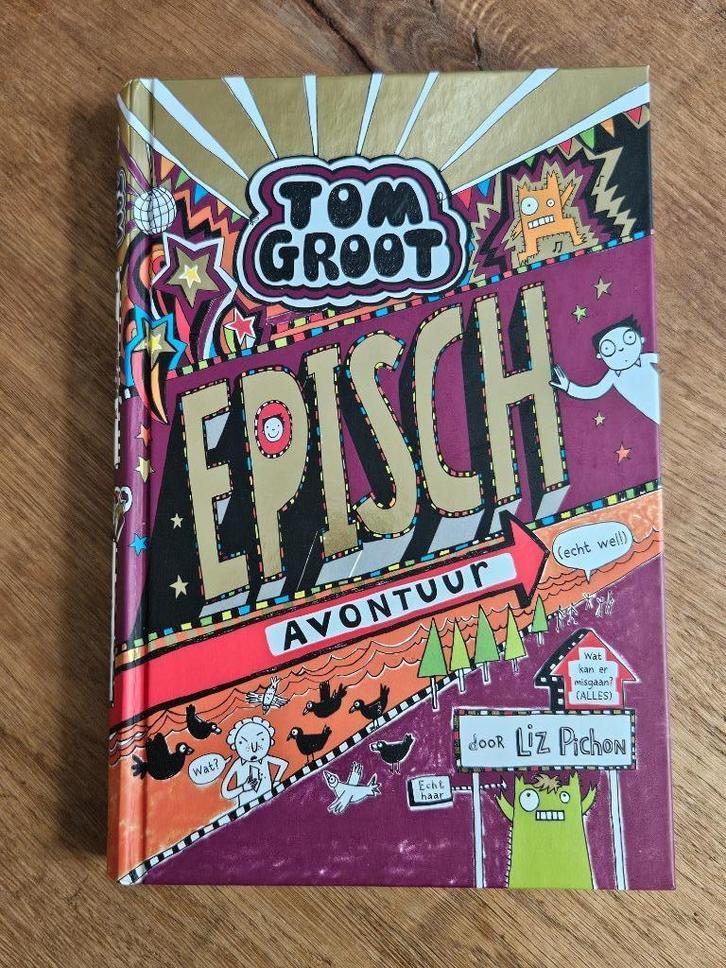 TOM
GROOT
EPISCH
AVONTUUR
(echt wel!)
Wat
kan er
misgaan?
(ALLES)
door Liz Pichon
Wat?
Echt
haar